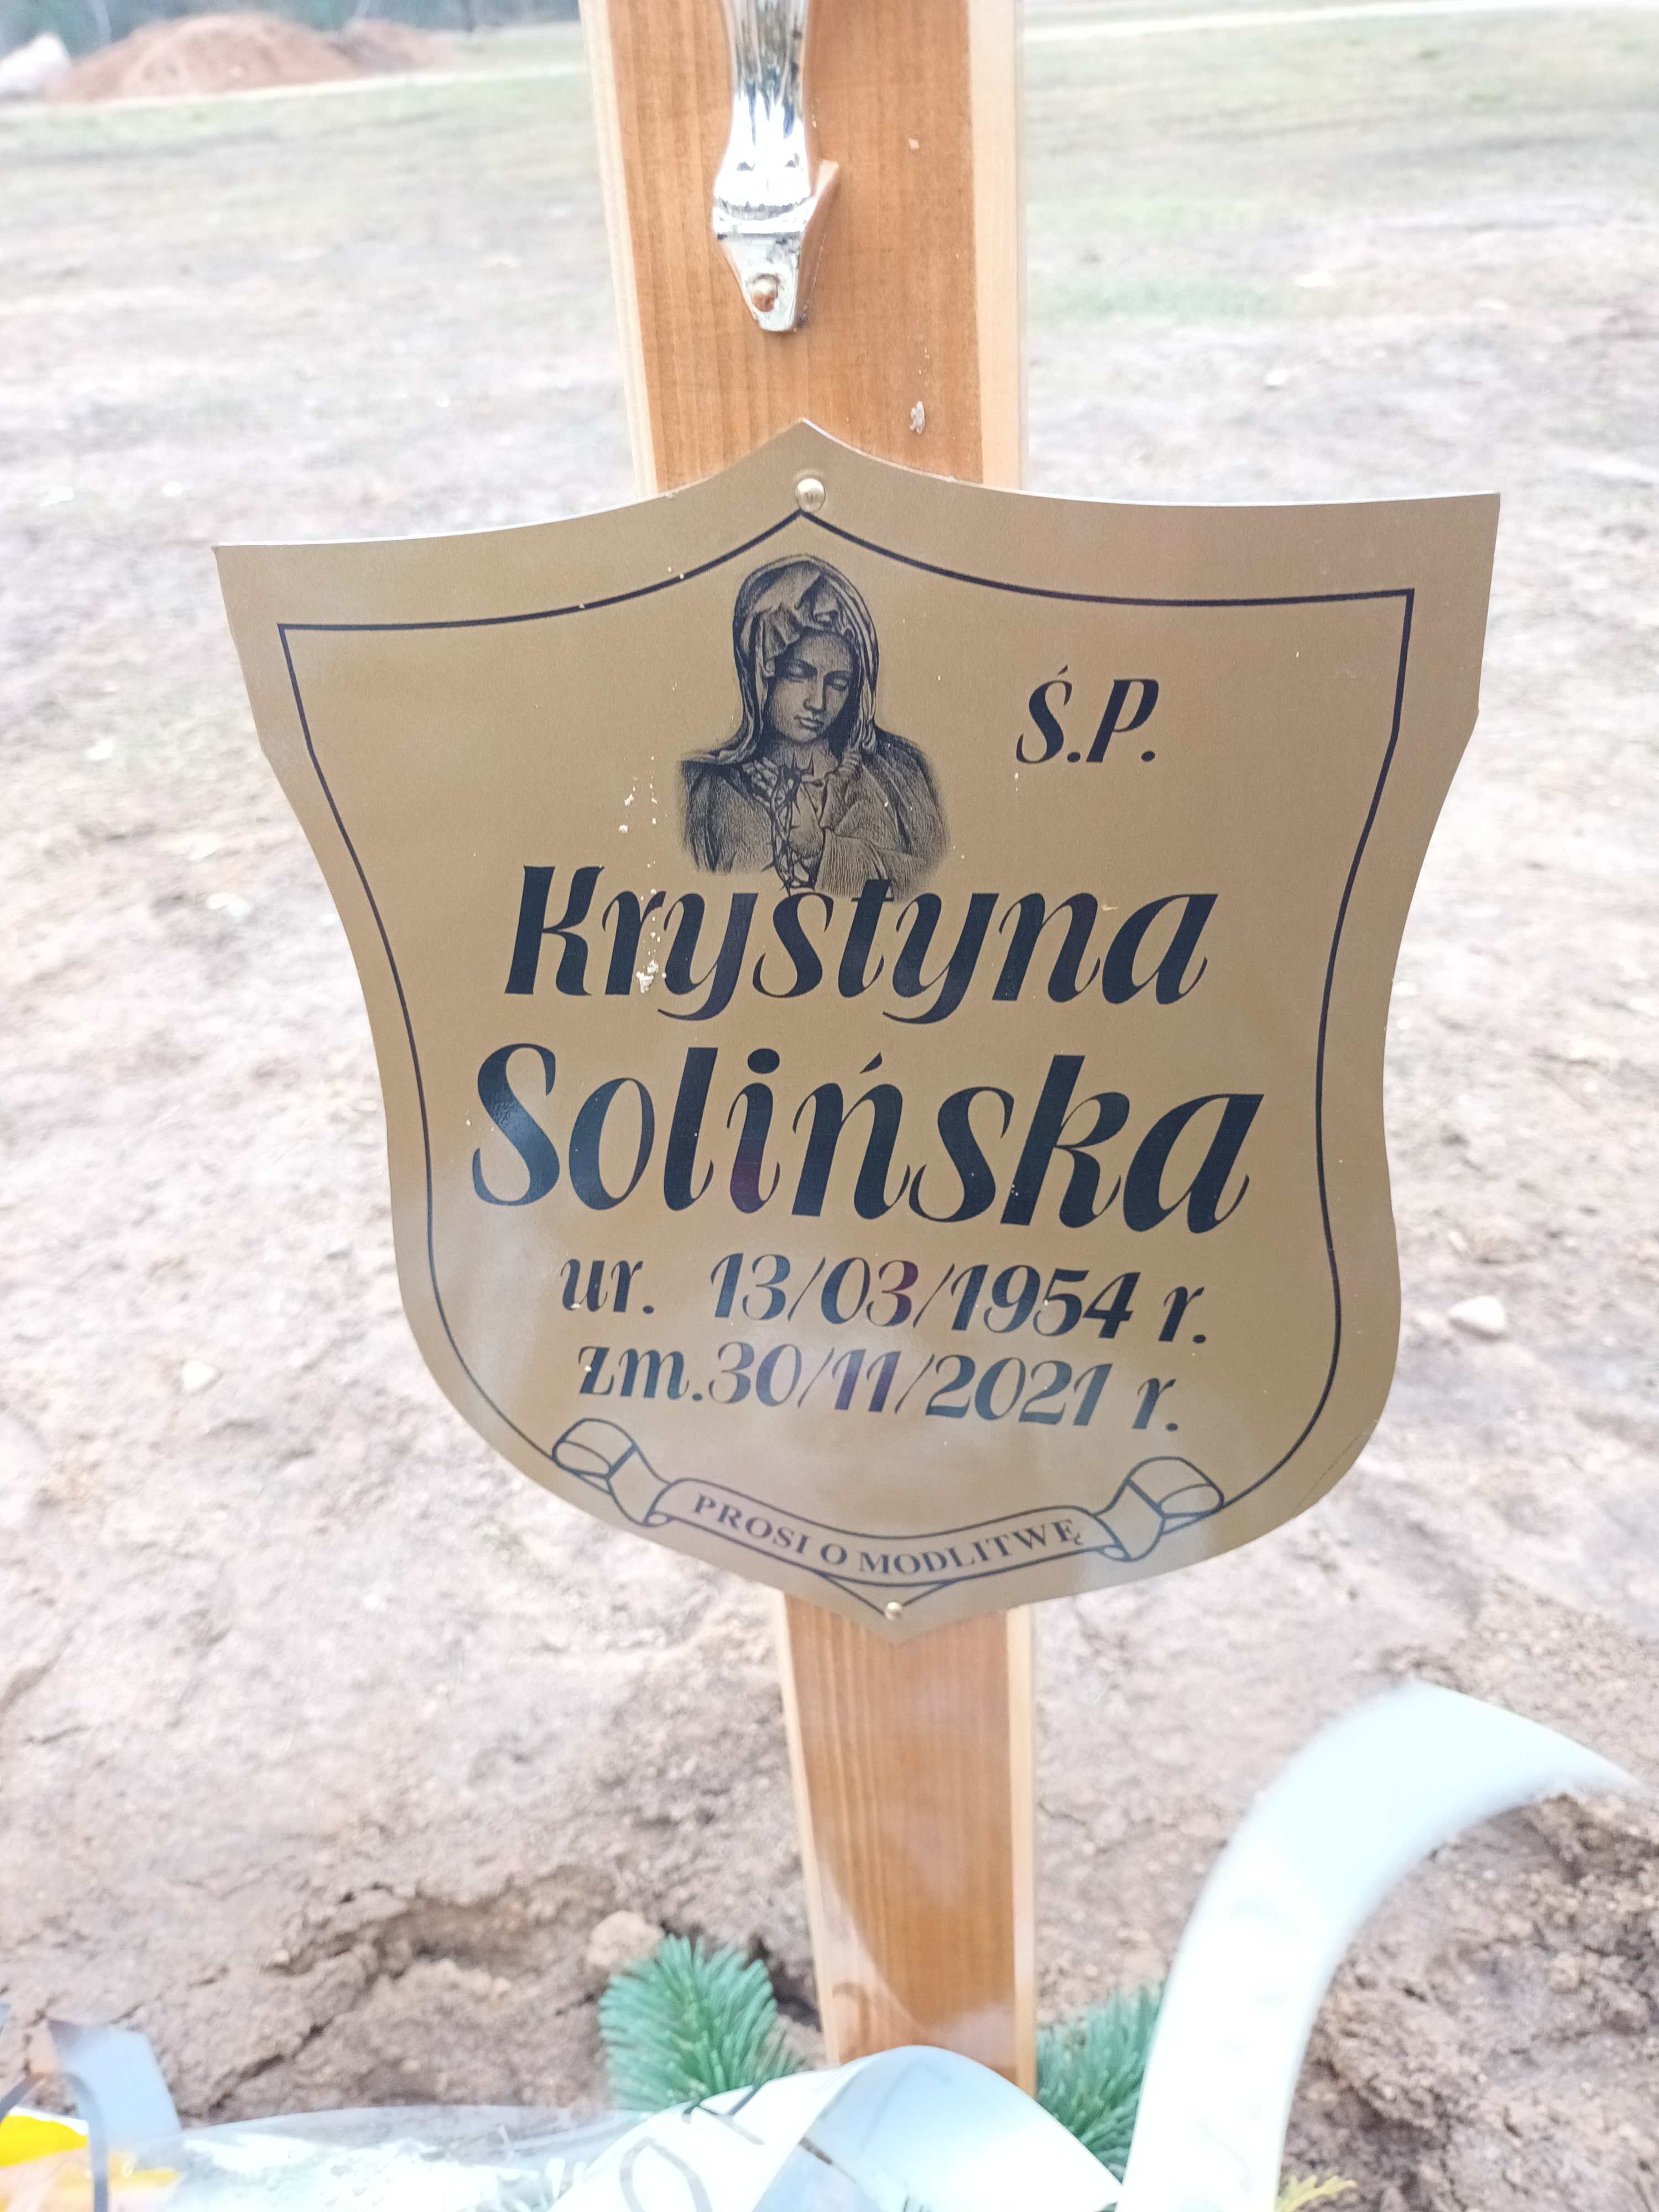 Ś.P.
Krystyna
Solińska
ur. 13/03/1954 r.
zm.30/11/2021 r.
PROSI O MODLITWĘ